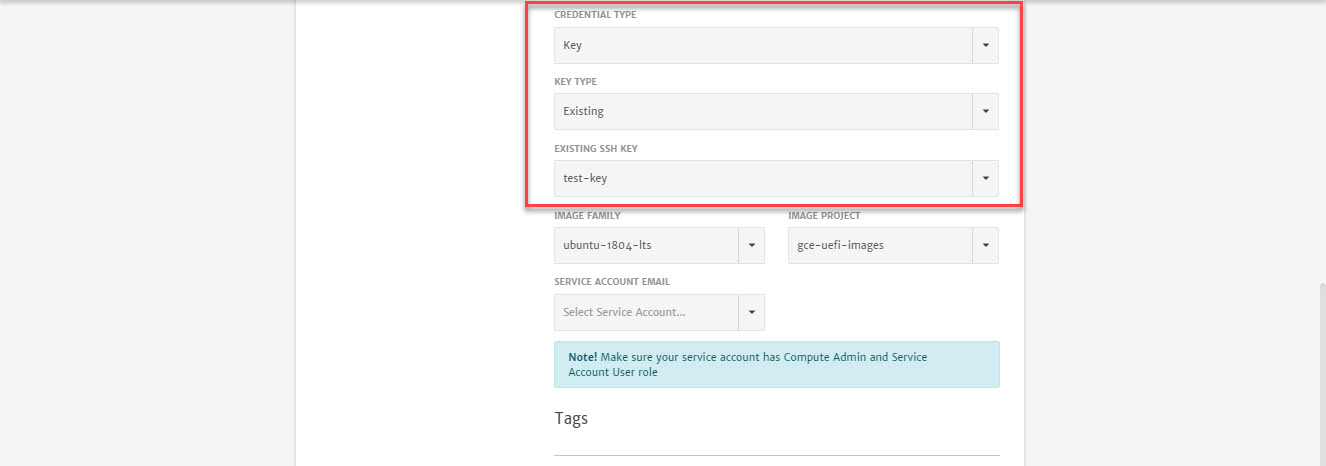 CREDENTIAL TYPE
Key
KEY TYPE
Existing
EXISTING SSH KEY
test-key
IMAGE FAMILY
IMAGE PROJECT
ubuntu-1804-lts
gce-uefi-images
SERVICE ACCOUNT EMAIL
Select Service Account...
Note! Make sure your service account has Compute Admin and Service
Account User role
Tags